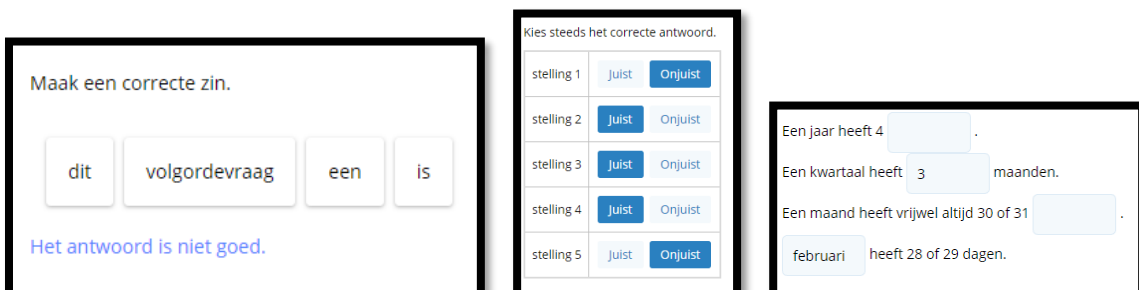 Maak een correcte zin.
dit volgordevraag een is
Het antwoord is niet goed.
Kies steeds het correcte antwoord.
stelling 1 Juist Onjuist
stelling 2 Juist Onjuist
stelling 3 Juist Onjuist
stelling 4 Juist Onjuist
stelling 5 Juist Onjuist
Een jaar heeft 4 .
Een kwartaal heeft 3 maanden.
Een maand heeft vrijwel altijd 30 of 31 .
februari heeft 28 of 29 dagen.